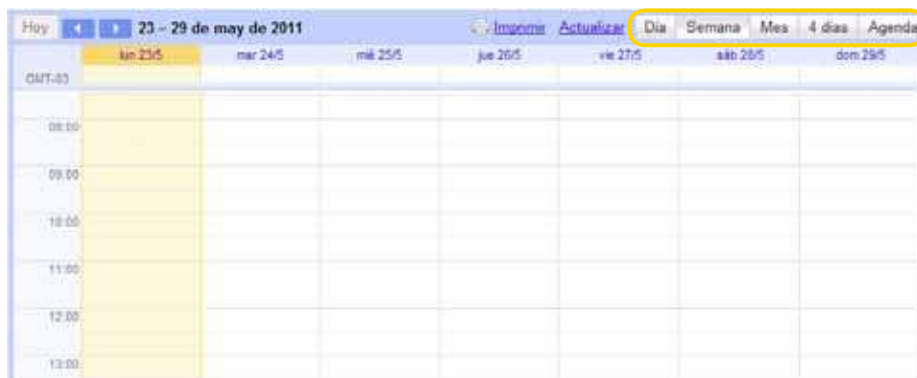 Hoy 23 – 29 de may de 2011 Imprimir Actualizar Día Semana Mes 4 días Agenda
lun 23/5 mar 24/5 mié 25/5 jue 26/5 vie 27/5 sáb 28/5 dom 29/5
GMT-03
08:00
09:00
10:00
11:00
12:00
13:00